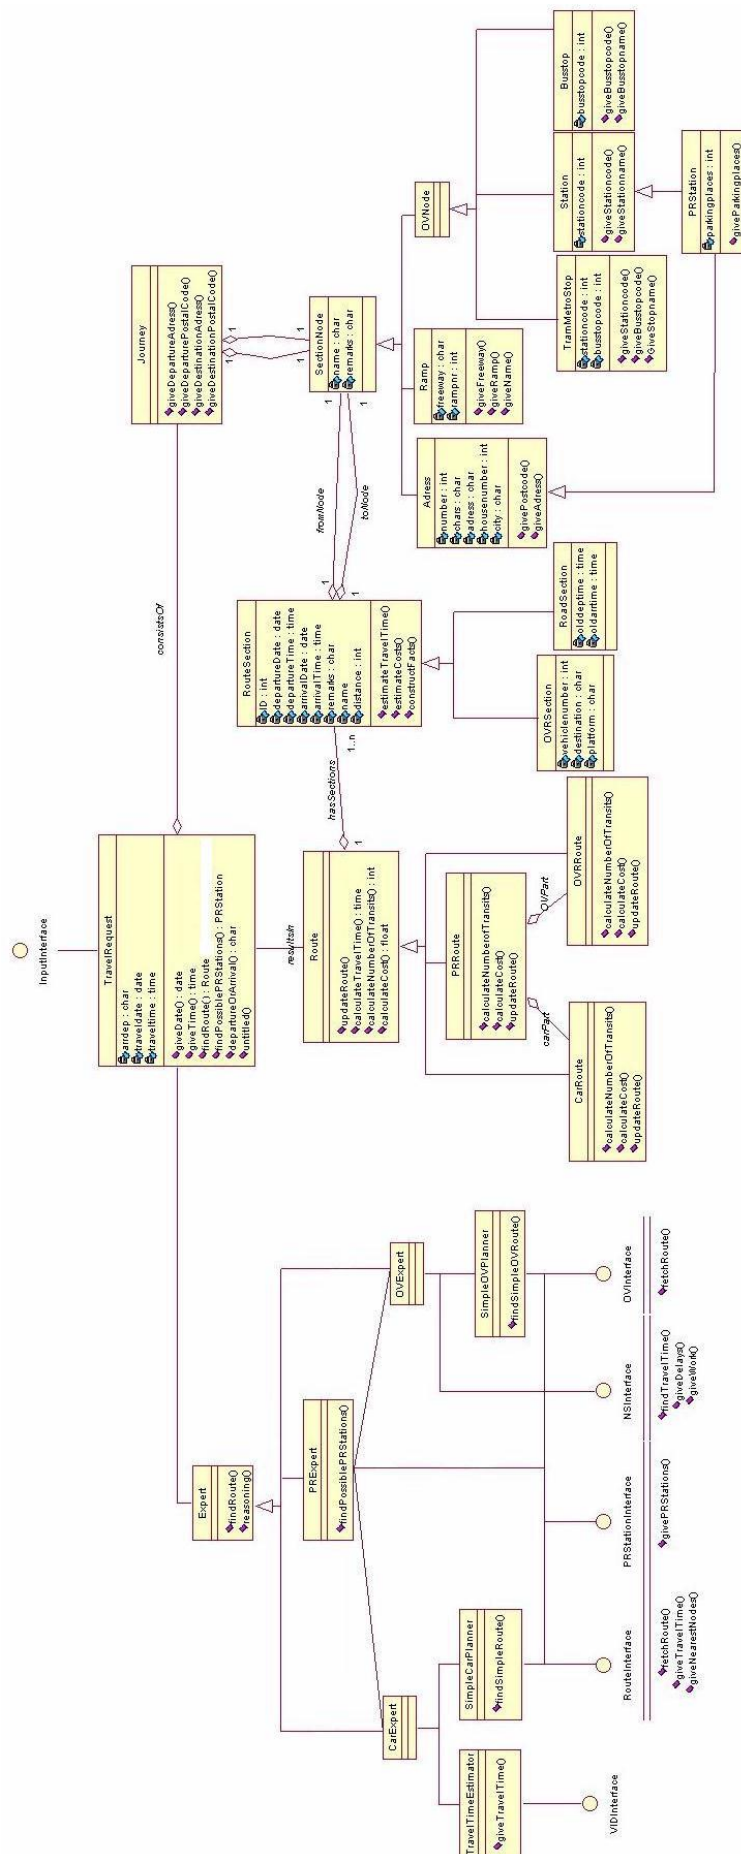 InputInterface
TravelRequest
arrdep : char
traveldate : date
traveltime : time
giveDate() : date
giveTime() : time
findRoute() : Route
findPossiblePRStations() : PRStation
departureOrArrival() : char
untitled()
consistsOf
Journey
giveDepartureAdress()
giveDeparturePostalCode()
giveDestinationAdress()
giveDestinationPostalCode()
1
1
1
1
Expert
findRoute()
reasoning()
resultsIn
Route
updateRoute()
calculateTravelTime() : time
calculateNumberOfTransits() : int
calculateCost() : float
1
hasSections
1..n
RouteSection
ID : int
departureDate : date
departureTime : time
arrivalDate : date
arrivalTime : time
remarks : char
name
distance : int
estimateTravelTime()
estimateCosts()
constructFacts()
1
1
fromNode
toNode
1
1
SectionNode
name : char
remarks : char
PRExpert
findPossiblePRStations()
CarExpert
OVExpert
PRRoute
calculateNumberofTransits()
calculateCost()
updateRoute()
carPart
OVPart
CarRoute
calculateNumberOfTransits()
calculateCost()
updateRoute()
OVRRoute
calculateNumberOfTransits()
calculateCost()
updateRoute()
OVRSection
vehiclenumber : int
destination : char
platform : char
RoadSection
olddeptime : time
oldarrtime : time
Adress
number : int
chars : char
adress : char
housenumber : int
city : char
givePostcode()
giveAdress()
Ramp
freeway : char
rampnr : int
giveFreeway()
giveRamp()
giveName()
OVNode
TravelTimeEstimator
giveTravelTime()
SimpleCarPlanner
findSimpleRoute()
SimpleOVPlanner
findSimpleOVRoute()
TramMetroStop
stationcode : int
busstopcode : int
giveStationcode()
giveBusstopcode()
GiveStopname()
Station
stationcode : int
giveStationcode()
giveStationname()
Busstop
busstopcode : int
giveBusstopcode()
giveBusstopname()
PRStation
parkingplaces : int
giveParkingplaces()
VIDInterface
RouteInterface
fetchRoute()
giveTravelTime()
giveNearestNodes()
PRStationInterface
givePRStations()
NSInterface
findTravelTime()
giveDelays()
giveWork()
OVInterface
fetchRoute()